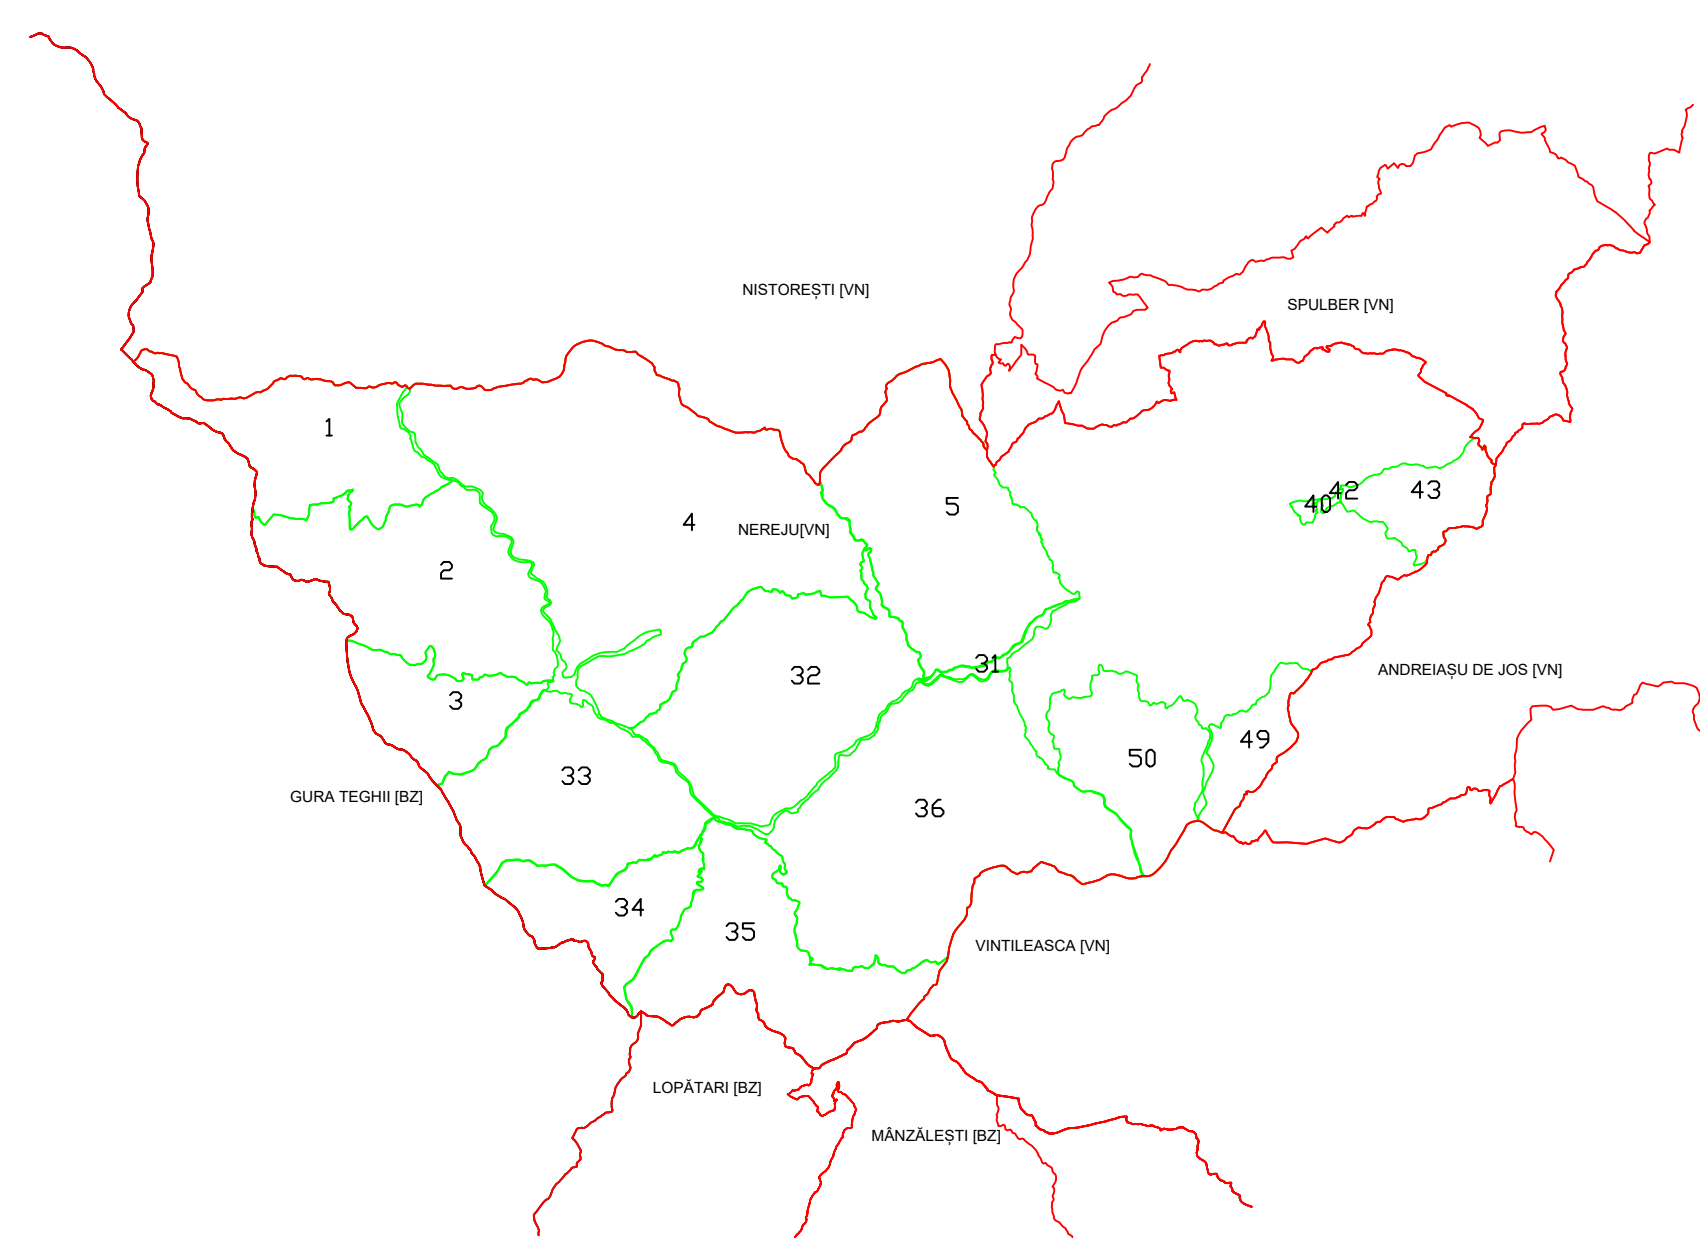 NISTOREȘTI [VN]
SPULBER [VN]
1
43
42
40
5
4
NEREJU[VN]
2
31
ANDREIAȘU DE JOS [VN]
32
3
49
50
33
GURA TEGHII [BZ]
36
34
35
VINTILEASCA [VN]
LOPĂTARI [BZ]
MÂNZĂLEȘTI [BZ]